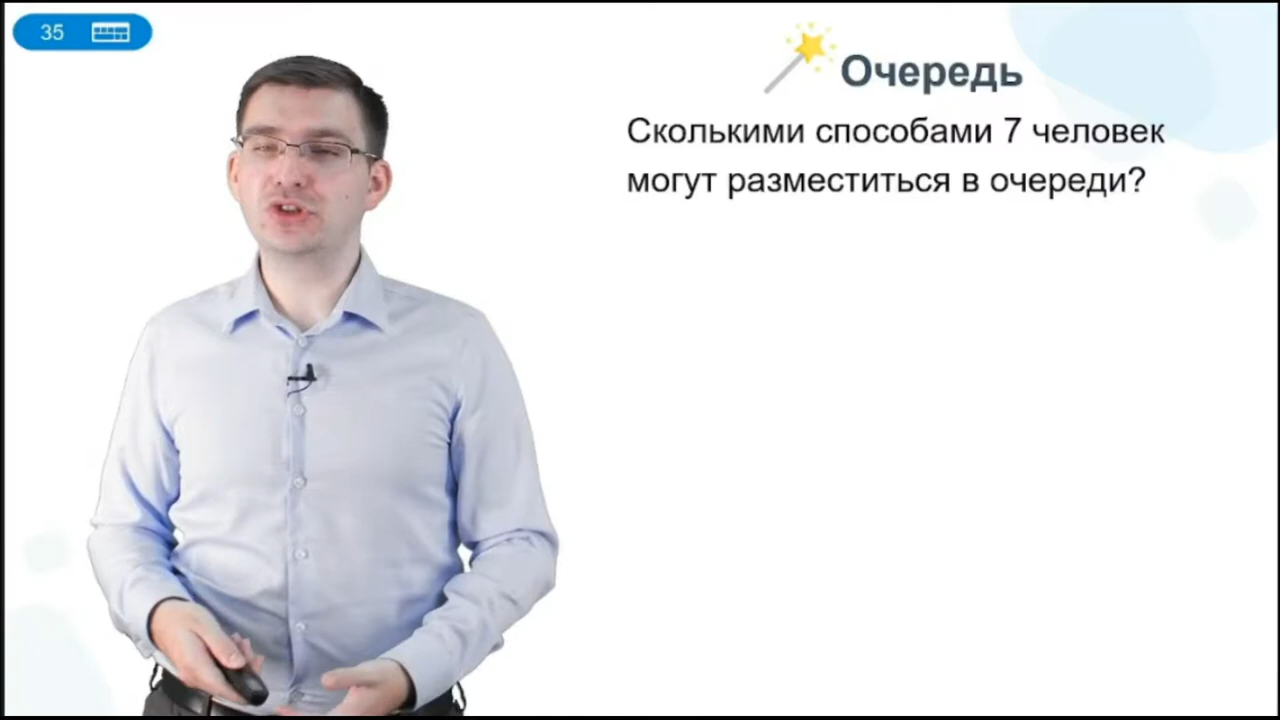 35
Очередь
Сколькими способами 7 человек
могут разместиться в очереди?